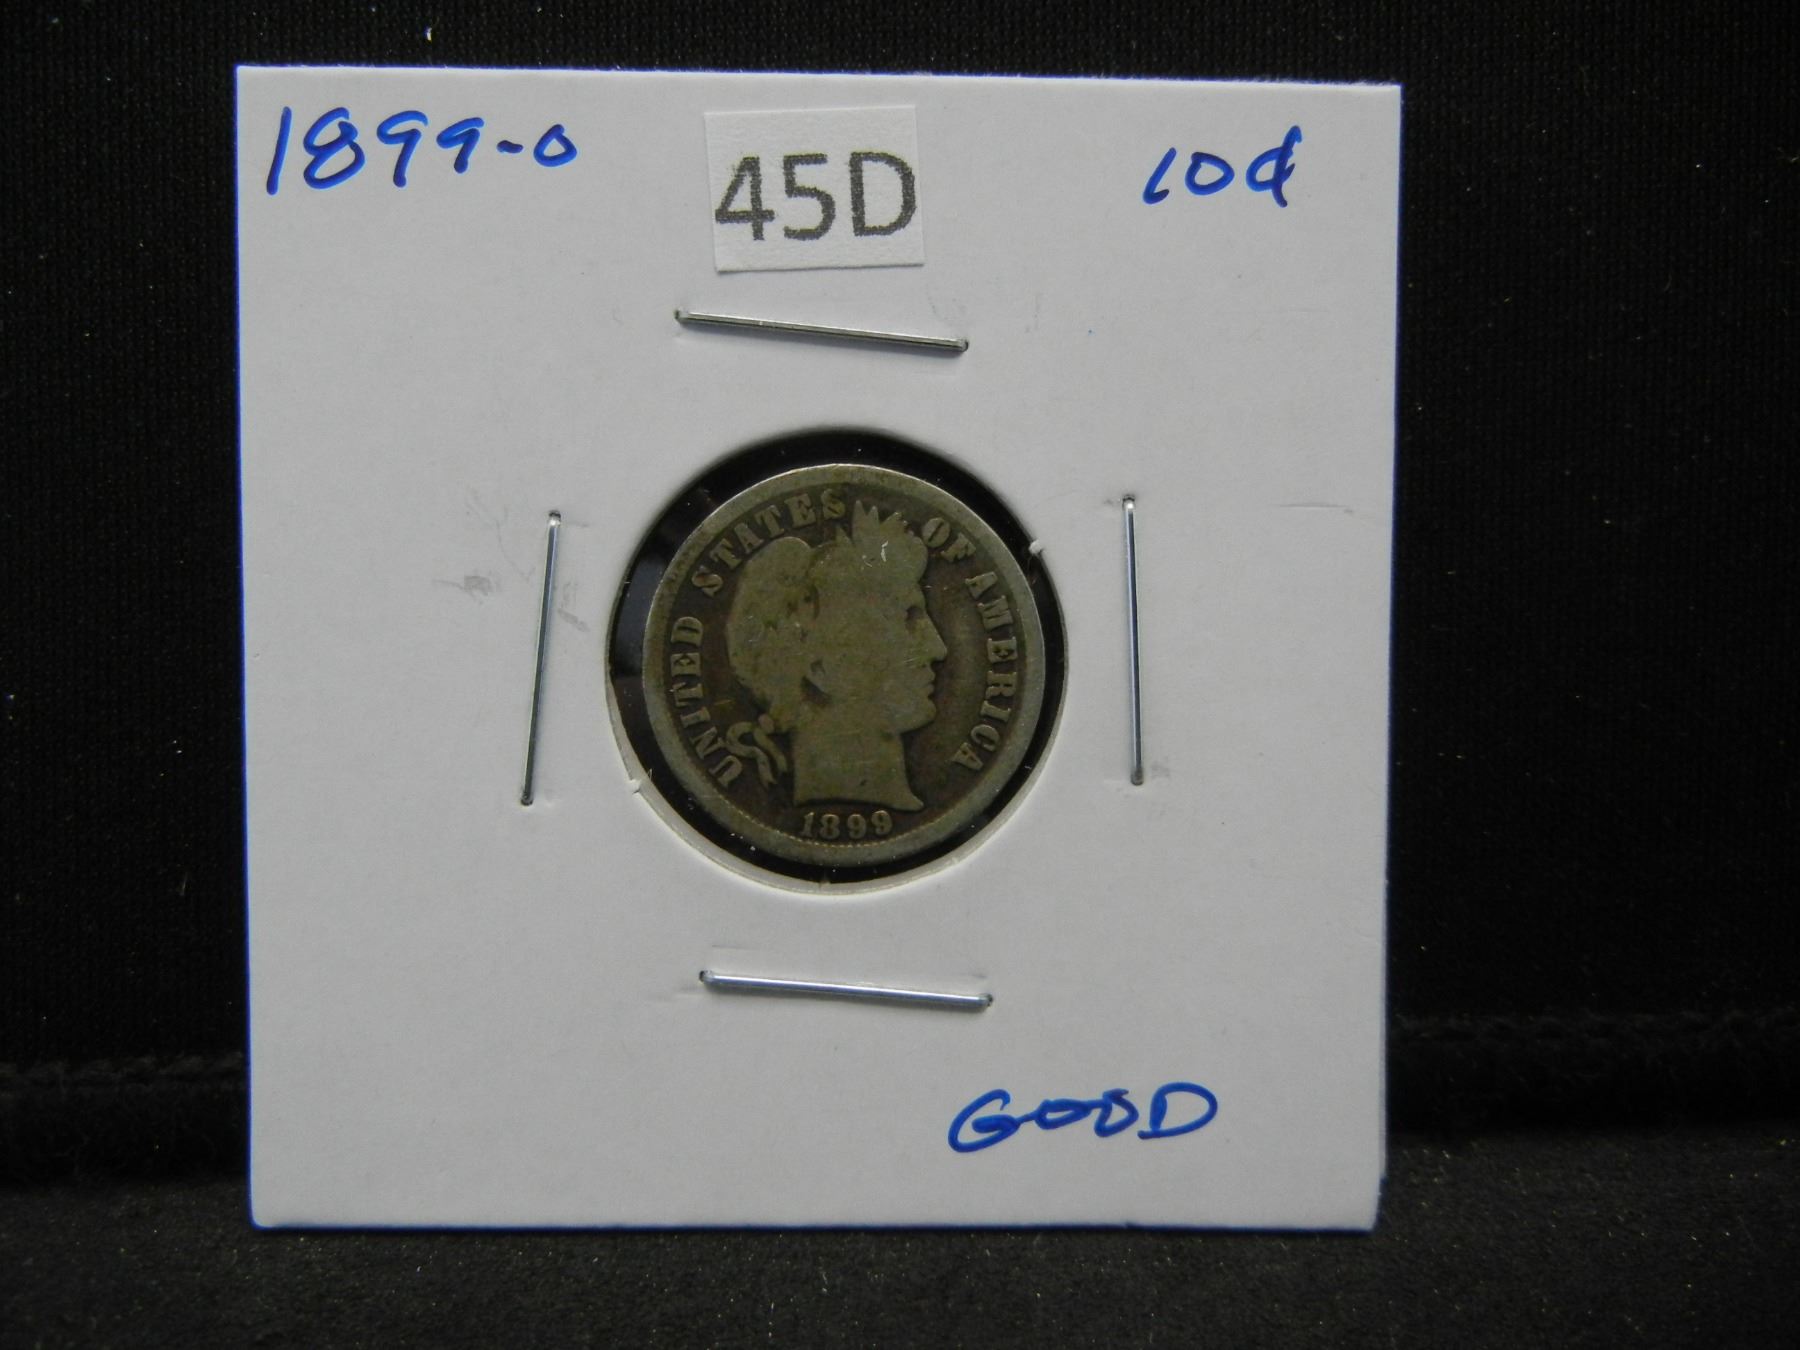 1899-O 45D 10¢
UNITED STATES OF AMERICA
1899
GOOD